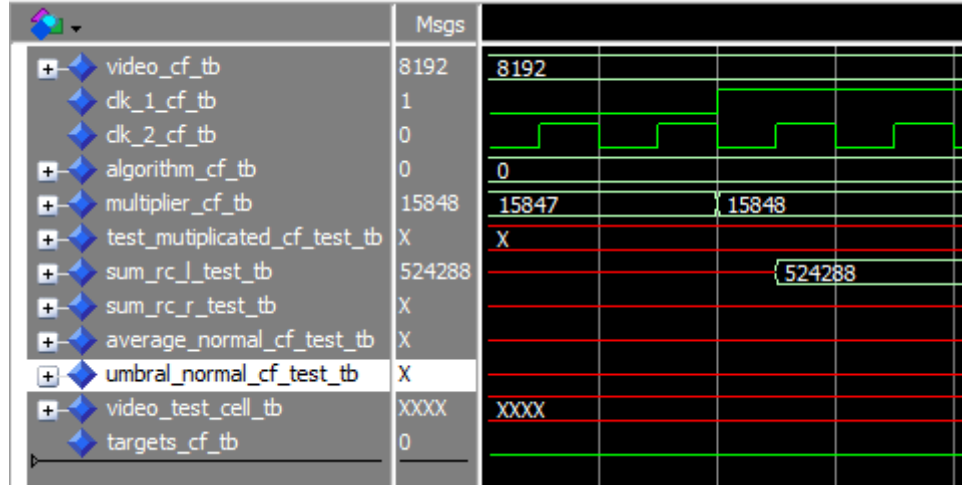 Msgs
video_cf_tb 8192 8192
clk_1_cf_tb 1
clk_2_cf_tb 0
algorithm_cf_tb 0 0
multiplier_cf_tb 15848 15847 15848
test_mutiplicated_cf_test_tb X X
sum_rc_l_test_tb 524288 524288
sum_rc_r_test_tb X
average_normal_cf_test_tb X
umbral_normal_cf_test_tb X
video_test_cell_tb XXXX XXXX
targets_cf_tb 0